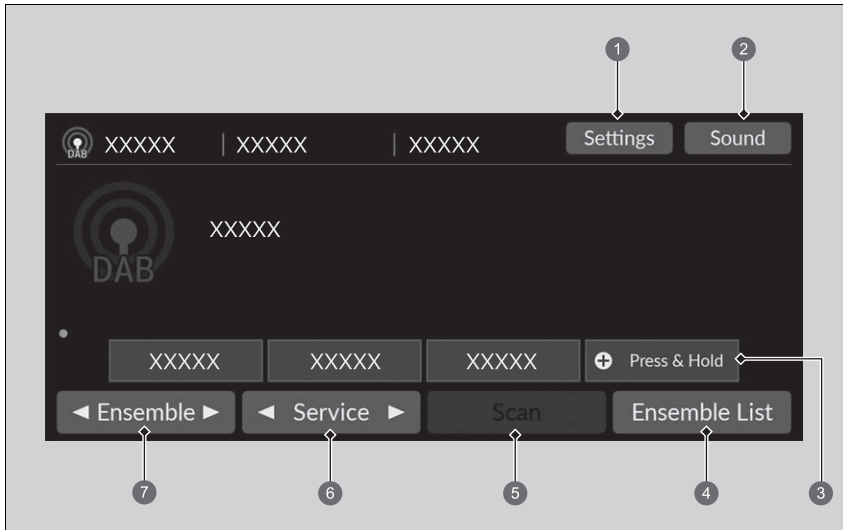 1 2
DAB XXXXX | XXXXX | XXXXX Settings Sound
DAB XXXXX
XXXXX XXXXX XXXXX Press & Hold
◄ Ensemble ► ◄ Service ► Scan Ensemble List
7 6 5 4 3